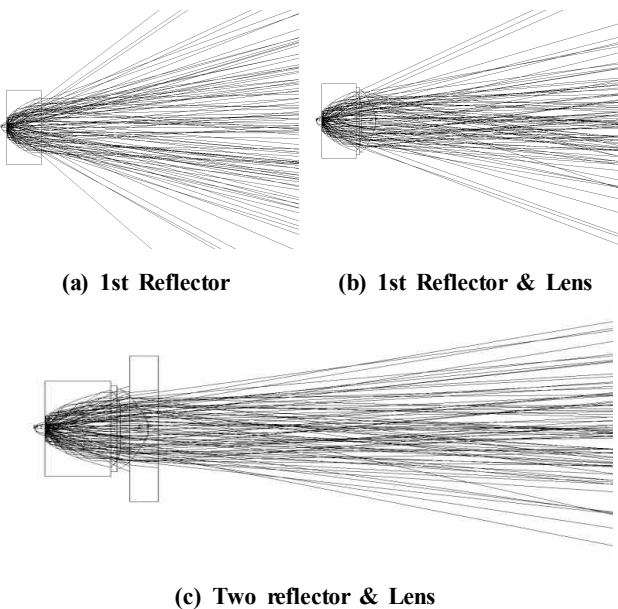 (a) 1st Reflector
(b) 1st Reflector & Lens
(c) Two reflector & Lens